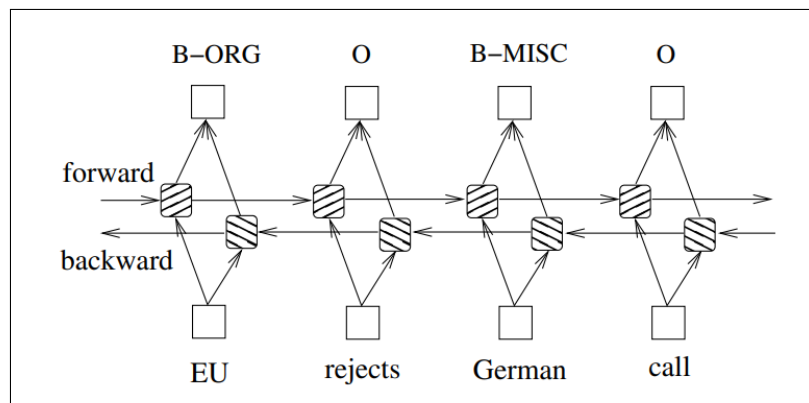 B−ORG O B−MISC O
forward
backward
EU rejects German call